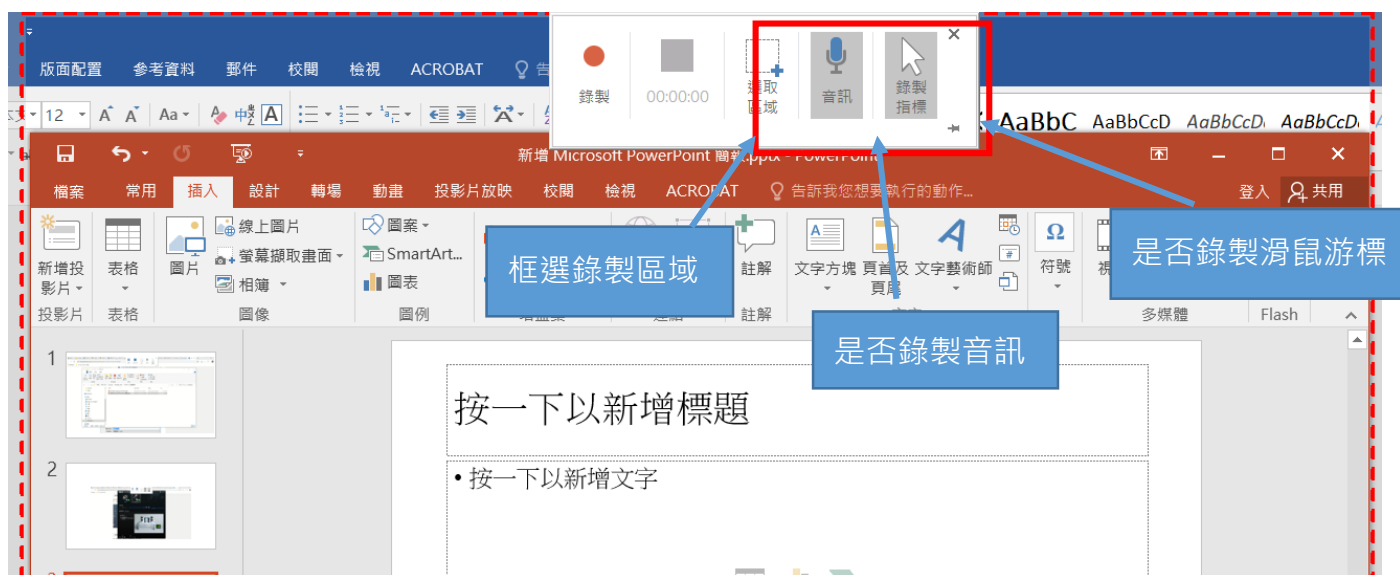 版面配置 參考資料 郵件 校閱 檢視 ACROBAT 告
錄製 00:00:00 選取區域 音訊 錄製指標
12 Aa AaBbC AaBbCcD AaBbCcD AaBbCcD
新增 Microsoft PowerPoint 簡報.pptx - PowerPoint
檔案 常用 插入 設計 轉場 動畫 投影片放映 校閱 檢視 ACROBAT 告訴我您想要執行的動作... 登入 共用
新增投影片 表格 圖片 線上圖片 螢幕擷取畫面 相簿 圖案 SmartArt... 圖表 註解 文字方塊 頁首及頁尾 文字藝術師 符號
投影片 表格 圖像 圖例 註解 多媒體 Flash
框選錄製區域
是否錄製音訊
是否錄製滑鼠游標
1
按一下以新增標題
2
• 按一下以新增文字